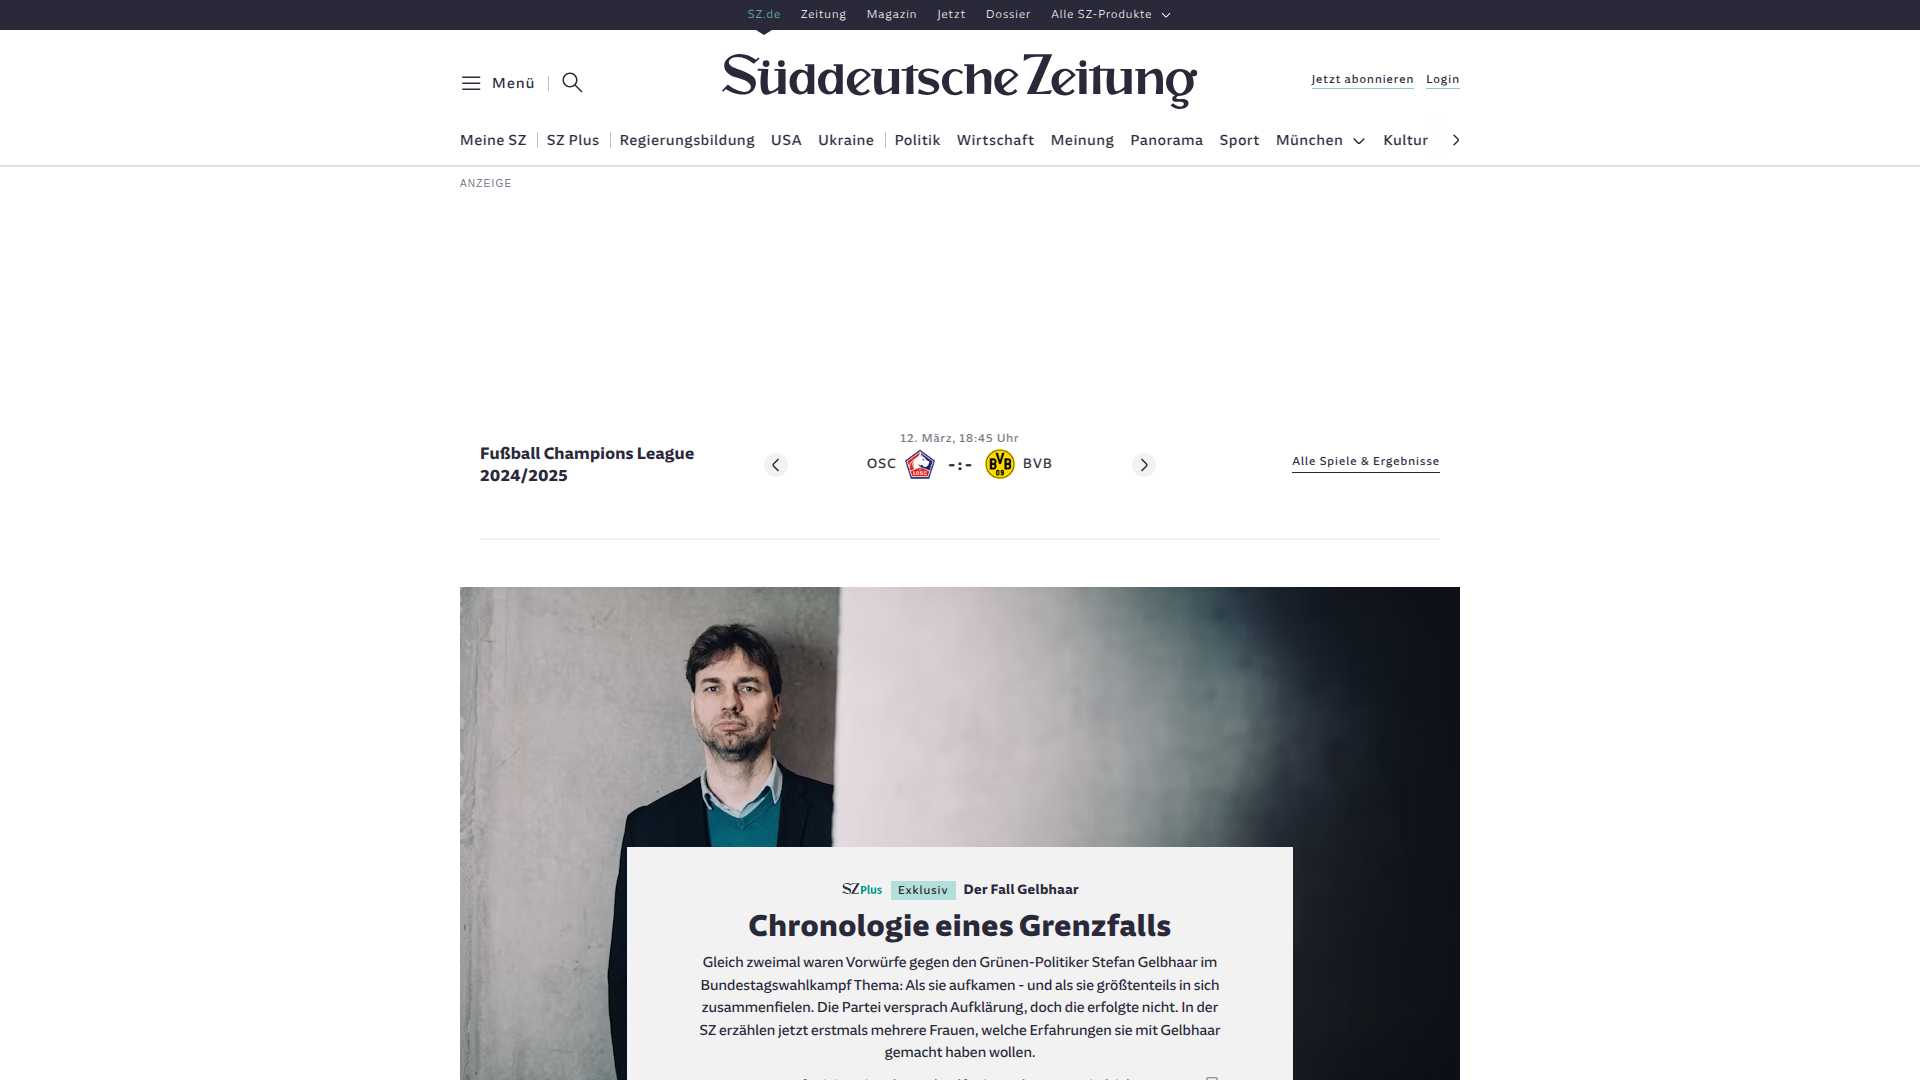 SZ.de Zeitung Magazin Jetzt Dossier Alle SZ-Produkte
Menü
Süddeutsche Zeitung
Jetzt abonnieren Login
Meine SZ SZ Plus Regierungsbildung USA Ukraine Politik Wirtschaft Meinung Panorama Sport München Kultur
ANZEIGE
Fußball Champions League
2024/2025
12. März, 18:45 Uhr
OSC LOSC -:- BVB 09 BVB
Alle Spiele & Ergebnisse
SZ Plus Exklusiv Der Fall Gelbhaar
Chronologie eines Grenzfalls
Gleich zweimal waren Vorwürfe gegen den Grünen-Politiker Stefan Gelbhaar im
Bundestagswahlkampf Thema: Als sie aufkamen - und als sie größtenteils in sich
zusammenfielen. Die Partei versprach Aufklärung, doch die erfolgte nicht. In der
SZ erzählen jetzt erstmals mehrere Frauen, welche Erfahrungen sie mit Gelbhaar
gemacht haben wollen.